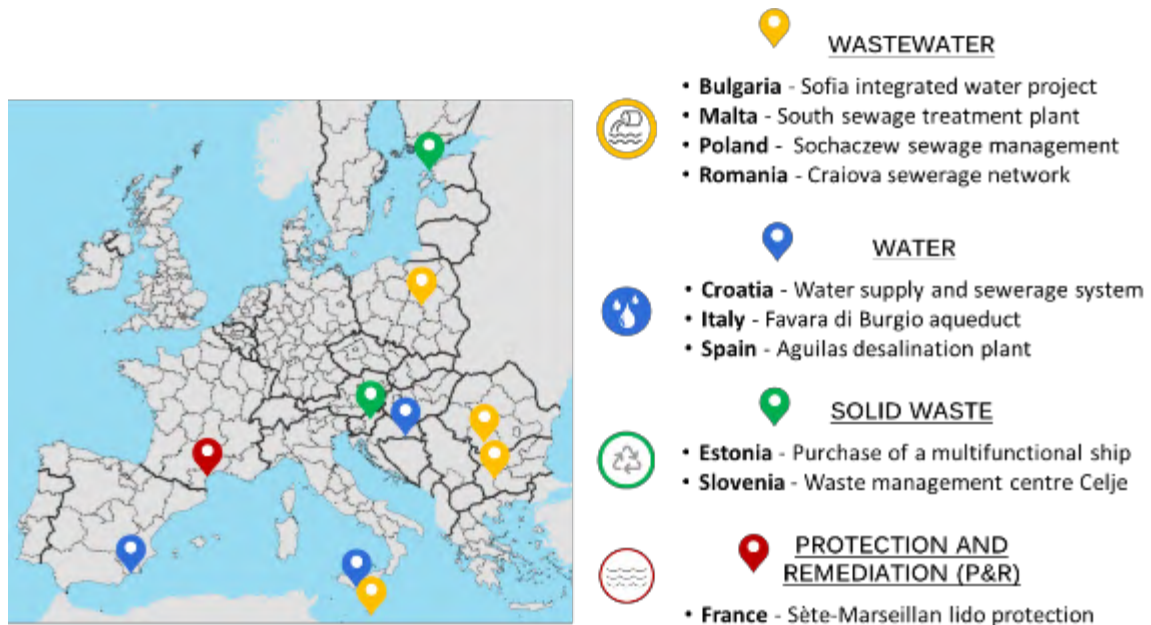 WASTEWATER
• Bulgaria - Sofia integrated water project
• Malta - South sewage treatment plant
• Poland - Sochaczew sewage management
• Romania - Craiova sewerage network
WATER
• Croatia - Water supply and sewerage system
• Italy - Favara di Burgio aqueduct
• Spain - Aguilas desalination plant
SOLID WASTE
• Estonia - Purchase of a multifunctional ship
• Slovenia - Waste management centre Celje
PROTECTION AND
REMEDIATION (P&R)
• France - Sète-Marseillan lido protection